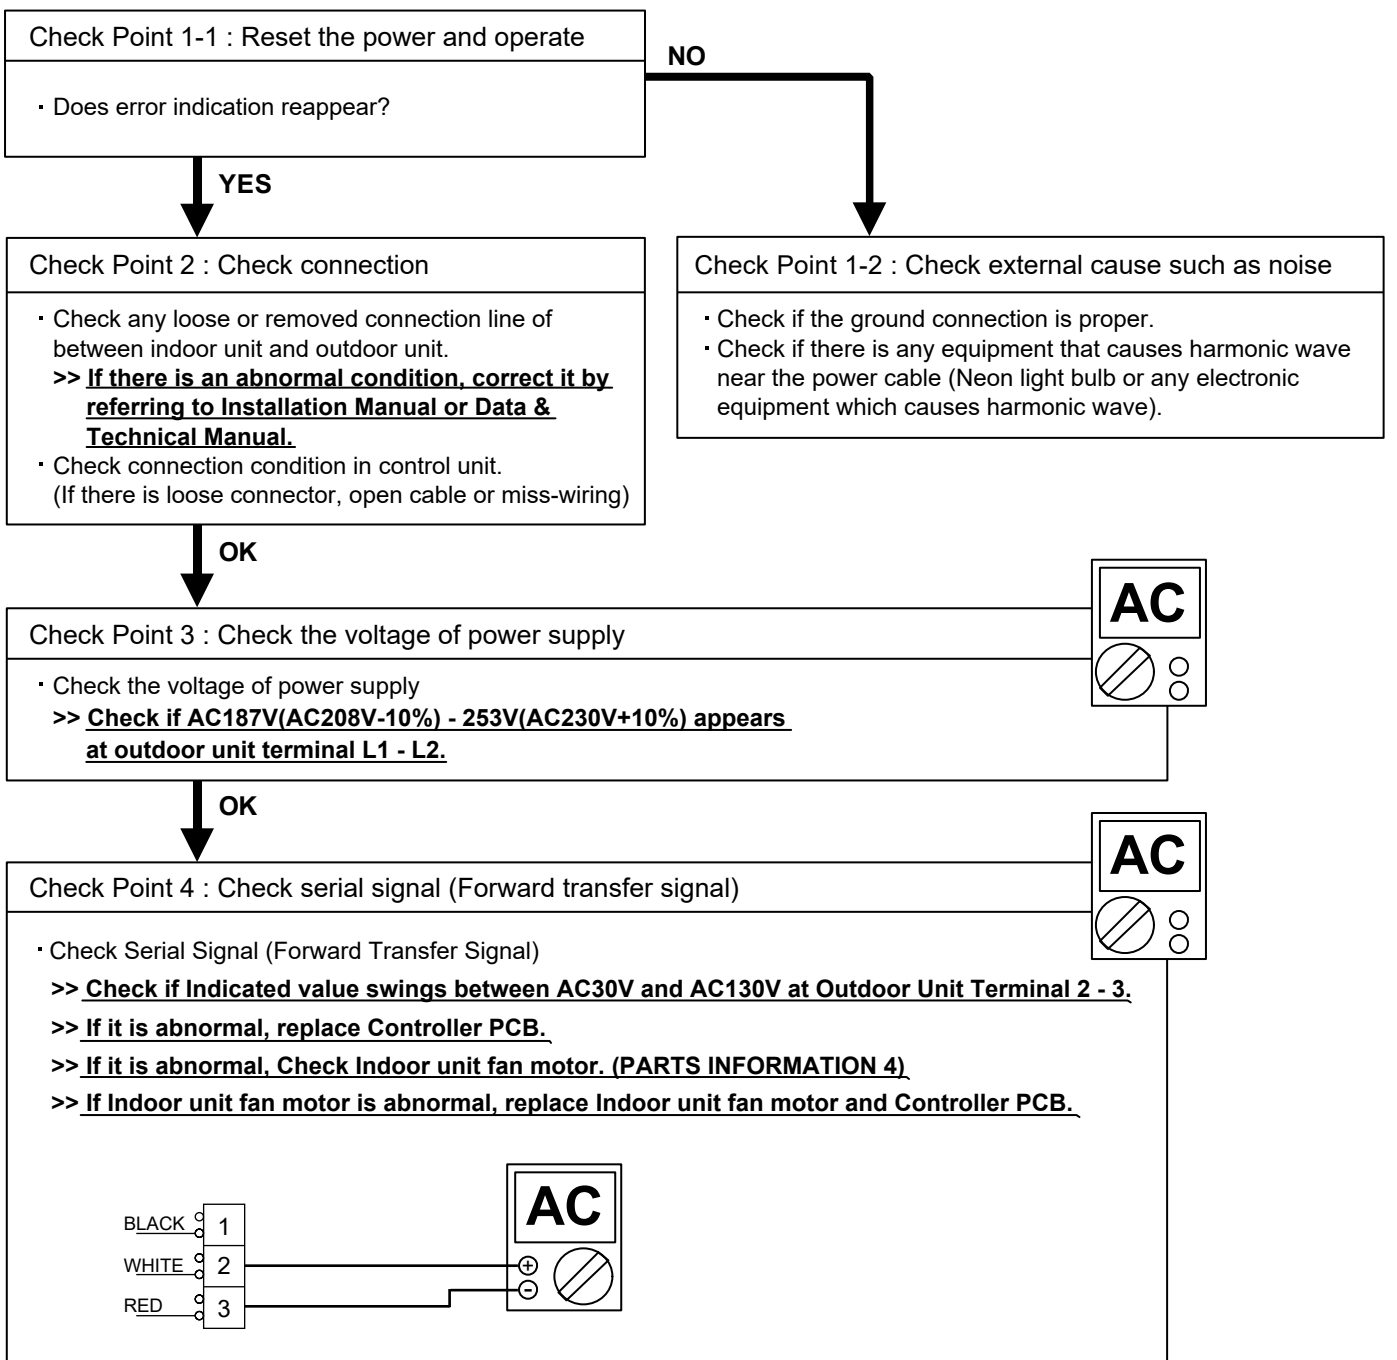 Check Point 1-1 : Reset the power and operate
· Does error indication reappear?
NO
YES
Check Point 2 : Check connection
· Check any loose or removed connection line of
between indoor unit and outdoor unit.
>> If there is an abnormal condition, correct it by
referring to Installation Manual or Data &
Technical Manual.
· Check connection condition in control unit.
(If there is loose connector, open cable or miss-wiring)
Check Point 1-2 : Check external cause such as noise
· Check if the ground connection is proper.
· Check if there is any equipment that causes harmonic wave
near the power cable (Neon light bulb or any electronic
equipment which causes harmonic wave).
OK
Check Point 3 : Check the voltage of power supply
AC
· Check the voltage of power supply
>> Check if AC187V(AC208V-10%) - 253V(AC230V+10%) appears
at outdoor unit terminal L1 - L2.
OK
Check Point 4 : Check serial signal (Forward transfer signal)
AC
· Check Serial Signal (Forward Transfer Signal)
>> Check if Indicated value swings between AC30V and AC130V at Outdoor Unit Terminal 2 - 3.
>> If it is abnormal, replace Controller PCB.
>> If it is abnormal, Check Indoor unit fan motor. (PARTS INFORMATION 4)
>> If Indoor unit fan motor is abnormal, replace Indoor unit fan motor and Controller PCB.
AC
BLACK 1
WHITE 2 +
RED 3 -